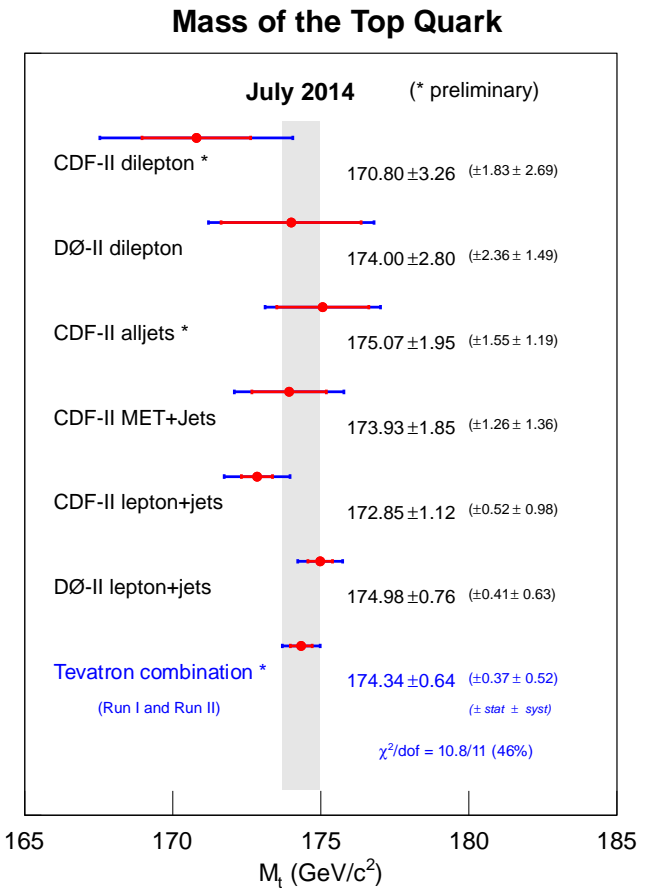 Mass of the Top Quark
July 2014 (* preliminary)
CDF-II dilepton * 170.80 ±3.26 (±1.83 ± 2.69)
DØ-II dilepton 174.00 ±2.80 (±2.36 ± 1.49)
CDF-II alljets * 175.07 ±1.95 (±1.55 ± 1.19)
CDF-II MET+Jets 173.93 ±1.85 (±1.26 ± 1.36)
CDF-II lepton+jets 172.85 ±1.12 (±0.52 ± 0.98)
DØ-II lepton+jets 174.98 ±0.76 (±0.41 ± 0.63)
Tevatron combination * 174.34 ±0.64 (±0.37 ± 0.52)
(Run I and Run II) (± stat ± syst)
χ²/dof = 10.8/11 (46%)
165 170 175 180 185
Mₜ (GeV/c²)